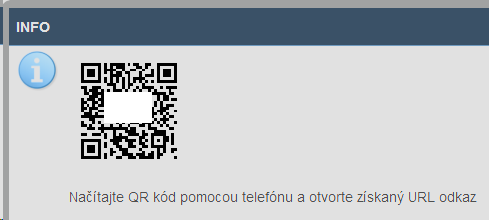 INFO
Načítajte QR kód pomocou telefónu a otvorte získaný URL odkaz